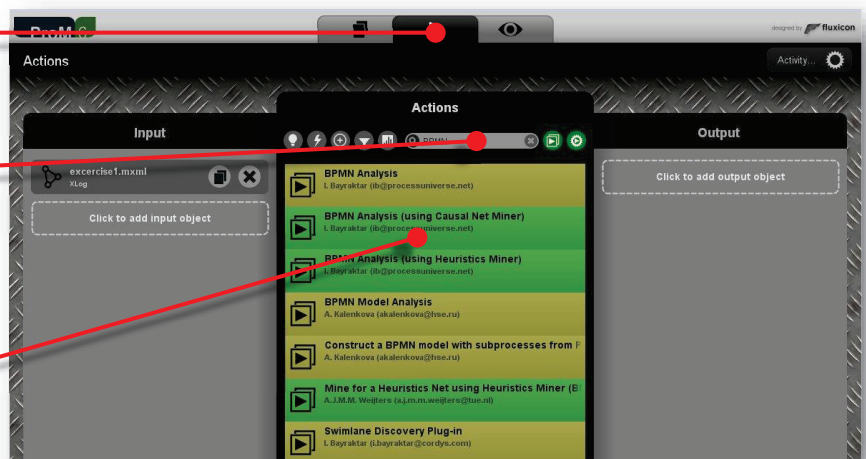 ProM 6
designed by fluxicon
Actions
Activity...
Actions
Input
Output
BPMN
excercise1.mxml
XLog
Click to add input object
Click to add output object
BPMN Analysis
I. Bayraktar (ib@processuniverse.net)
BPMN Analysis (using Causal Net Miner)
I. Bayraktar (ib@processuniverse.net)
BPMN Analysis (using Heuristics Miner)
I. Bayraktar (ib@processuniverse.net)
BPMN Model Analysis
A. Kalenkova (akalenkova@hse.ru)
Construct a BPMN model with subprocesses from
A. Kalenkova (akalenkova@hse.ru)
Mine for a Heuristics Net using Heuristics Miner
A.J.M.M. Weijters (a.j.m.m.weijters@tue.nl)
Swimlane Discovery Plug-in
I. Bayraktar (i.bayraktar@cordys.com)